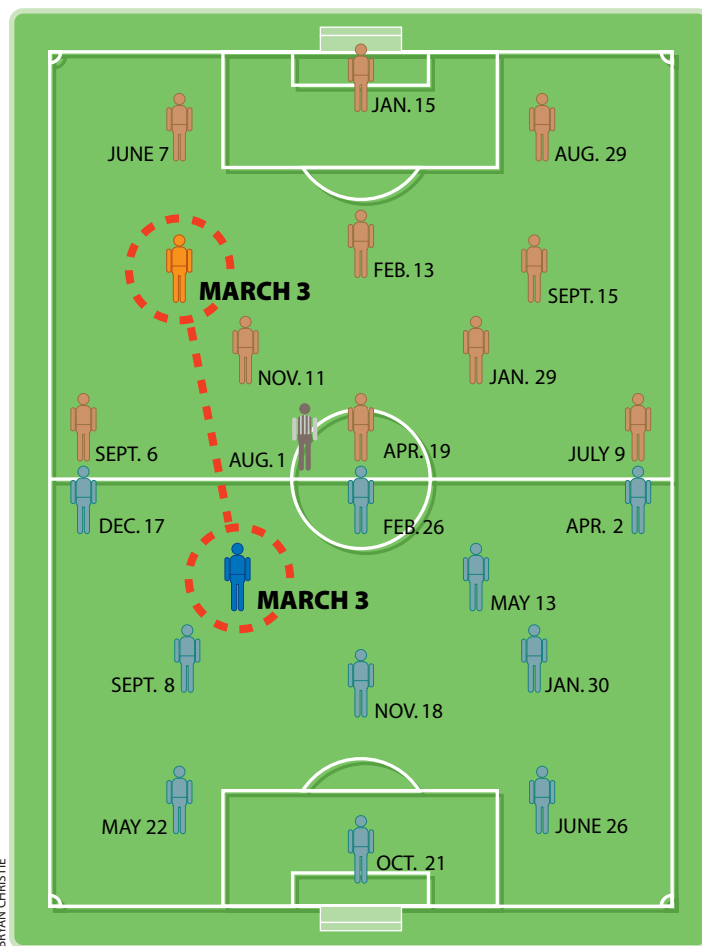 JAN. 15
JUNE 7
AUG. 29
FEB. 13
MARCH 3
SEPT. 15
NOV. 11
JAN. 29
SEPT. 6
AUG. 1
APR. 19
JULY 9
DEC. 17
FEB. 26
APR. 2
MARCH 3
MAY 13
SEPT. 8
JAN. 30
NOV. 18
MAY 22
JUNE 26
OCT. 21
BRYAN CHRISTIE